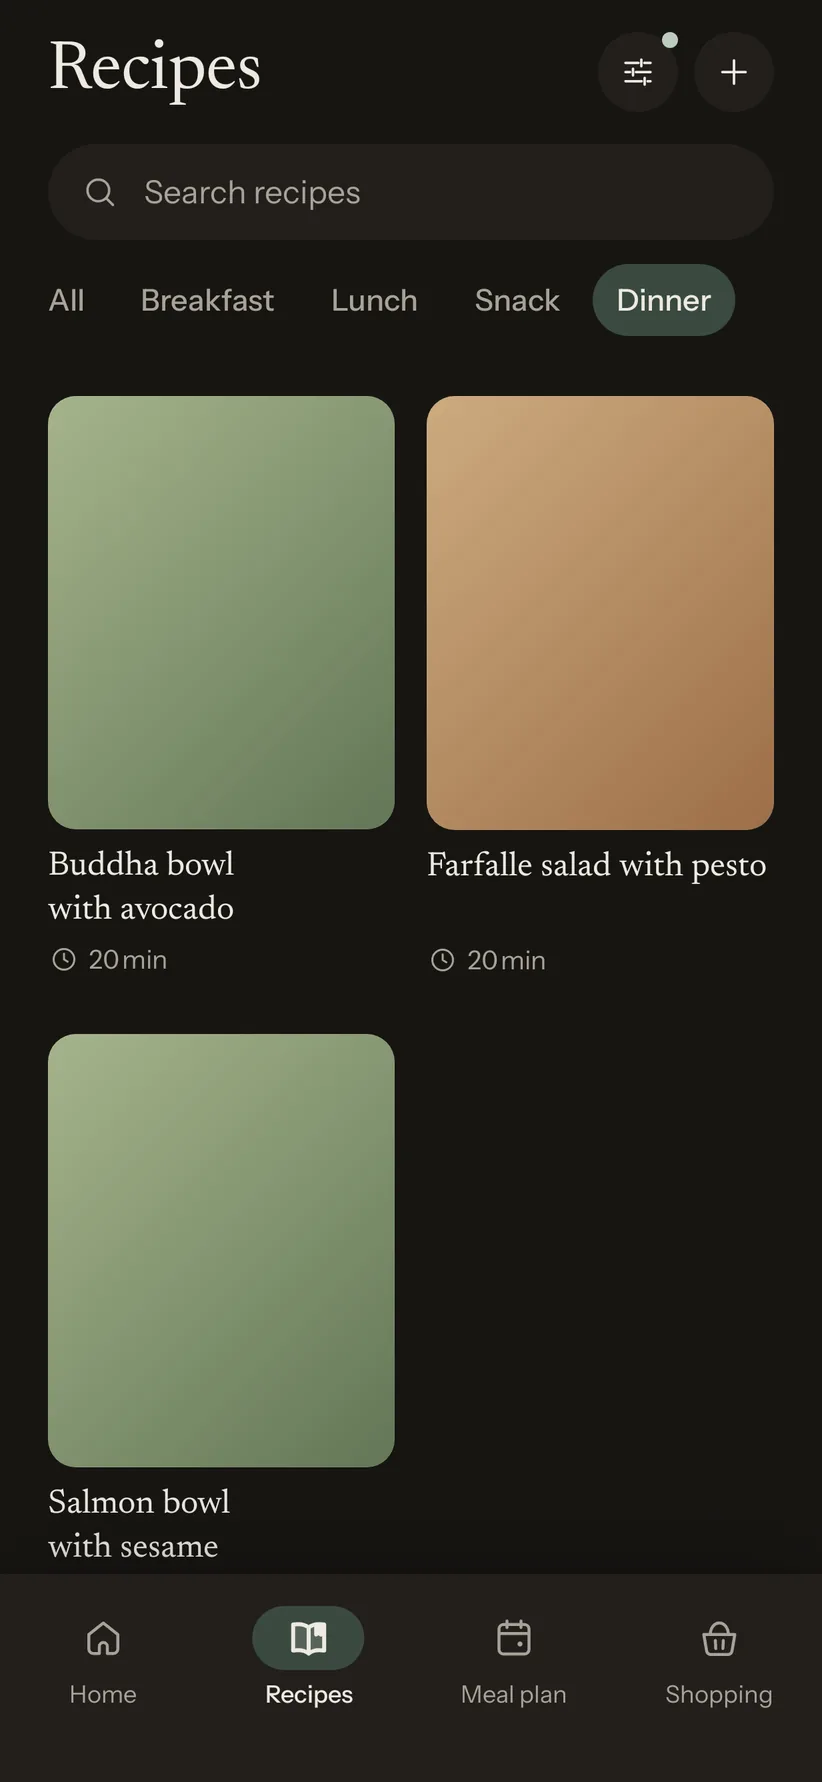 Recipes
Search recipes
All Breakfast Lunch Snack Dinner
Buddha bowl
with avocado
20 min
Farfalle salad with pesto
20 min
Salmon bowl
with sesame
Home Recipes Meal plan Shopping